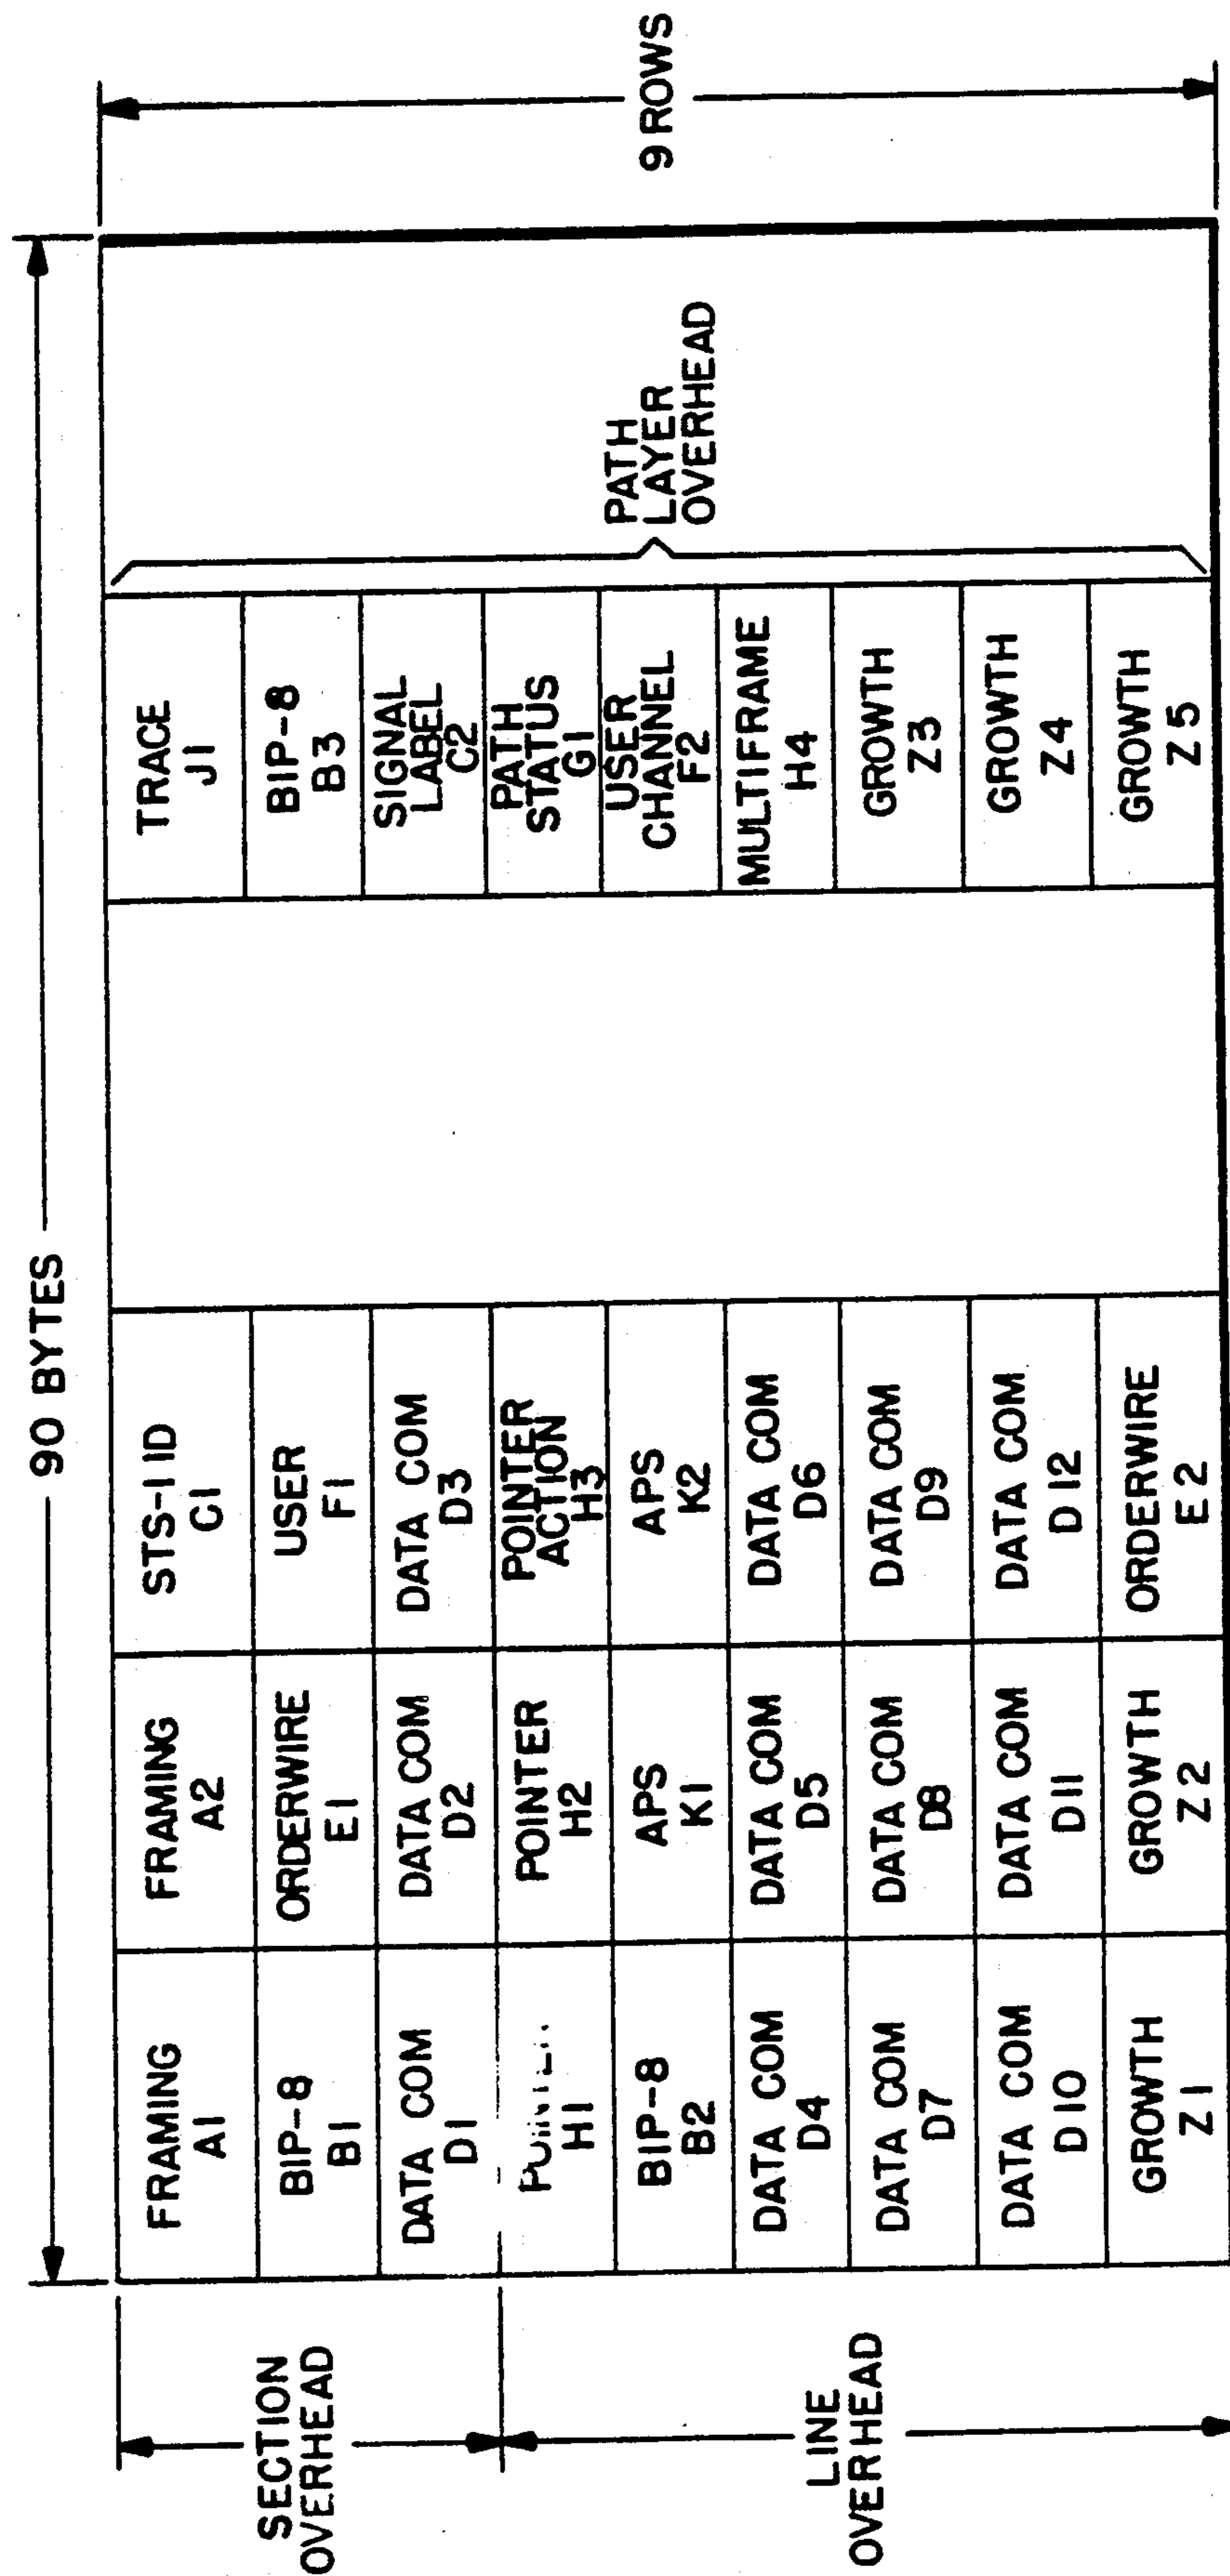 90 BYTES
9 ROWS
SECTION
OVERHEAD
LINE
OVERHEAD
FRAMING
A1
FRAMING
A2
STS-1 ID
C1
TRACE
J1
BIP-8
B1
ORDERWIRE
E1
USER
F1
BIP-8
B3
DATA COM
D1
DATA COM
D2
DATA COM
D3
SIGNAL
LABEL
C2
H1
POINTER
H2
POINTER
ACTION
H3
PATH
STATUS
G1
BIP-8
B2
APS
K1
APS
K2
USER
CHANNEL
F2
DATA COM
D4
DATA COM
D5
DATA COM
D6
MULTIFRAME
H4
DATA COM
D7
DATA COM
D8
DATA COM
D9
GROWTH
Z3
DATA COM
D10
DATA COM
D11
DATA COM
D12
GROWTH
Z4
GROWTH
Z1
GROWTH
Z2
ORDERWIRE
E2
GROWTH
Z5
PATH
LAYER
OVERHEAD